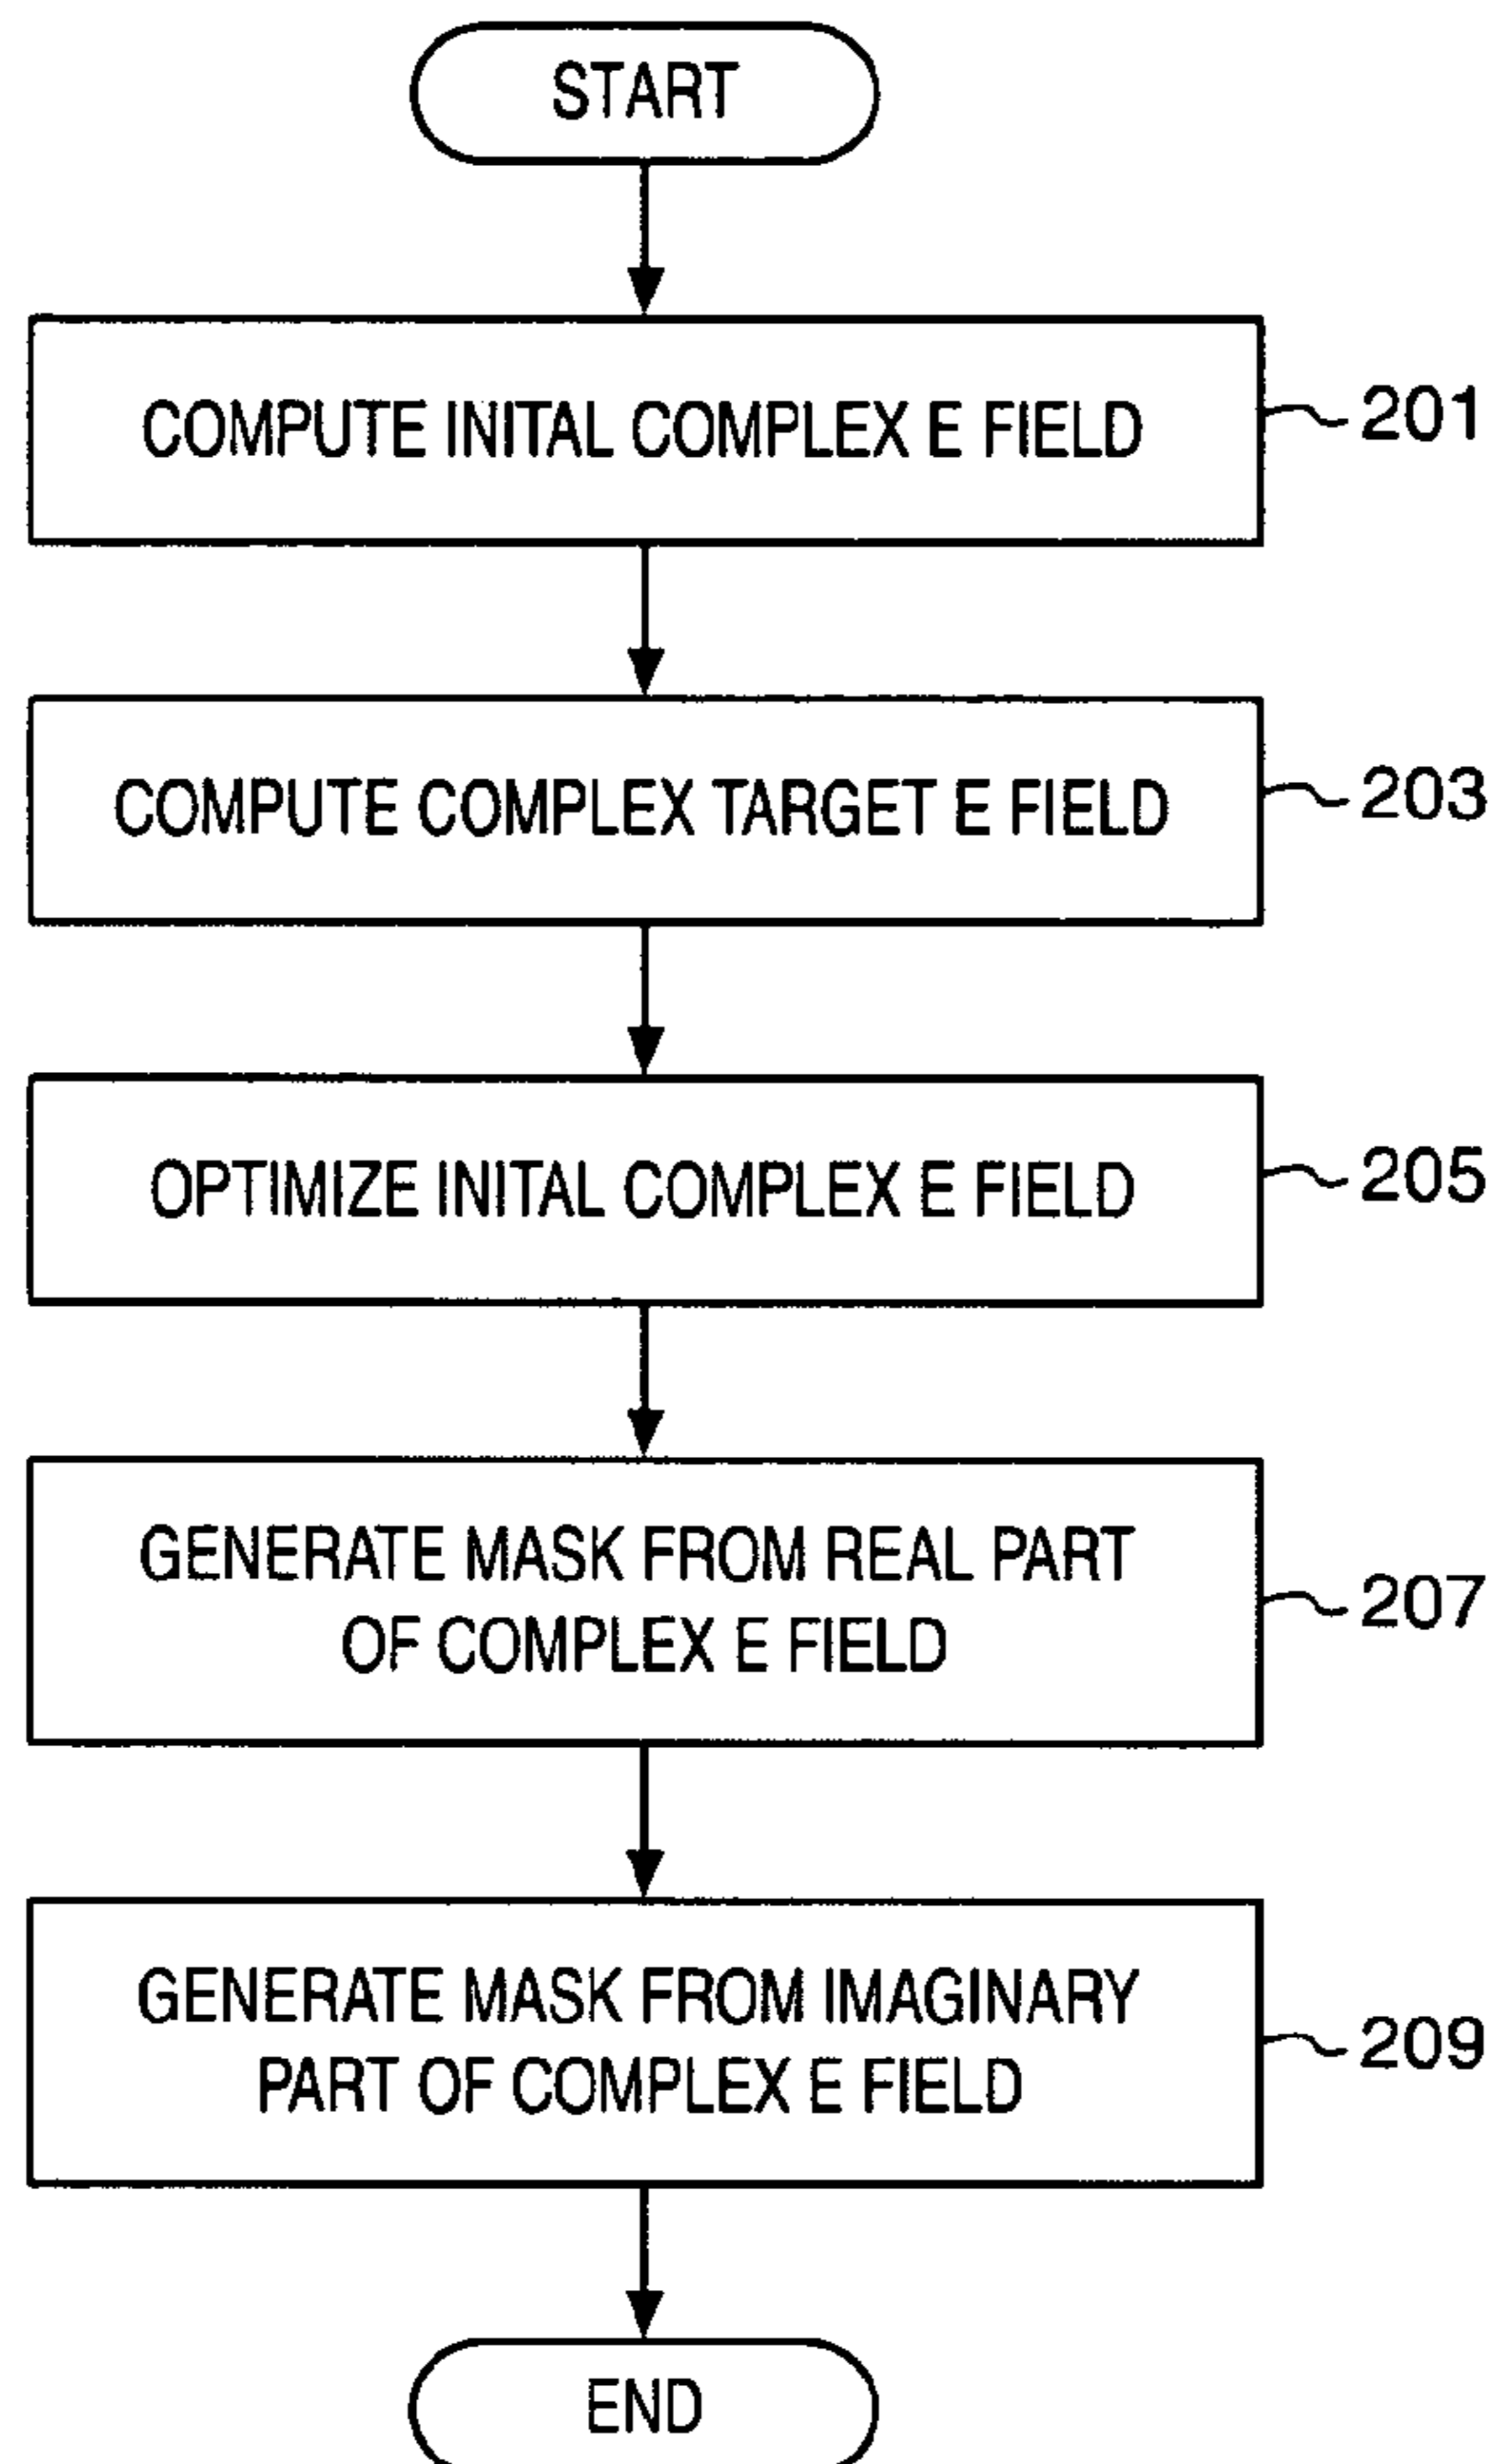 START
COMPUTE INITAL COMPLEX E FIELD
201
COMPUTE COMPLEX TARGET E FIELD
203
OPTIMIZE INITAL COMPLEX E FIELD
205
GENERATE MASK FROM REAL PART
OF COMPLEX E FIELD
207
GENERATE MASK FROM IMAGINARY
PART OF COMPLEX E FIELD
209
END